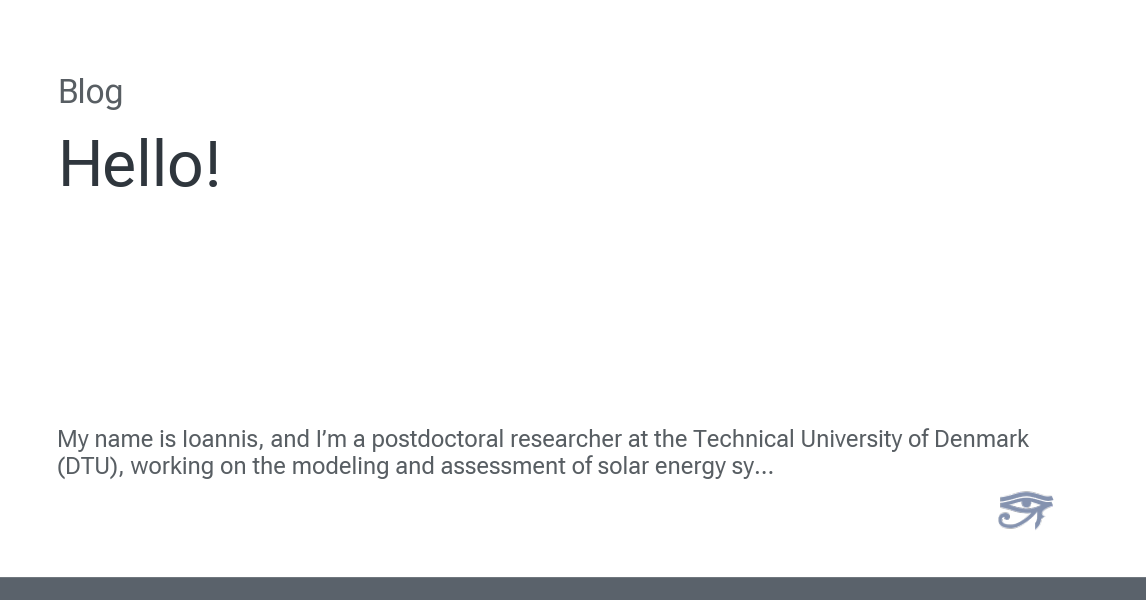 Blog
Hello!
My name is Ioannis, and I’m a postdoctoral researcher at the Technical University of Denmark
(DTU), working on the modeling and assessment of solar energy sy...